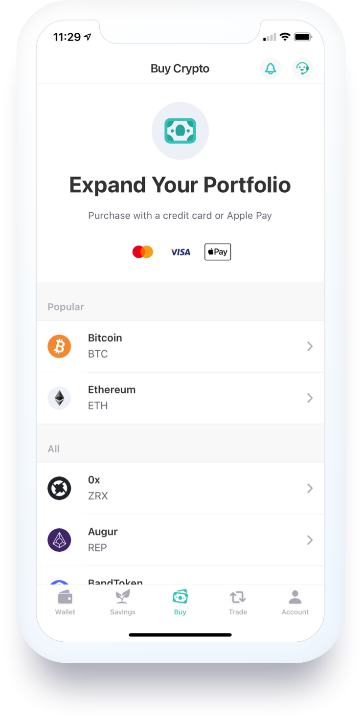 11:29
Buy Crypto
Expand Your Portfolio
Purchase with a credit card or Apple Pay
VISA Pay
Popular
Bitcoin
BTC
Ethereum
ETH
All
0x
ZRX
Augur
REP
BandToken
Wallet Savings Buy Trade Account